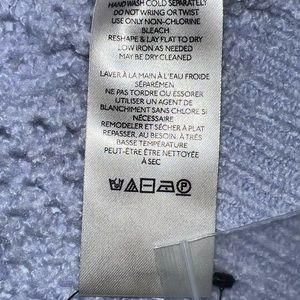 HAND WASH COLD SEPARATELY
DO NOT WRING OR TWIST
USE ONLY NON-CHLORINE
BLEACH
RESHAPE & LAY FLAT TO DRY
LOW IRON AS NEEDED
MAY BE DRY CLEANED
LAVER À LA MAIN À L'EAU FROIDE
SÉPARÉMEN
NE PAS TORDRE OU ESSORER
UTILISER UN AGENT DE
BLANCHIMENT SANS CHLORE SI
NÉCESSAIRE
REMODELER ET SÉCHER À PLAT
REPASSER, AU BESOIN, À TRÈS
BASSE TEMPÉRATURE
PEUT-ÊTRE ÊTRE NETTOYÉE
À SEC
P